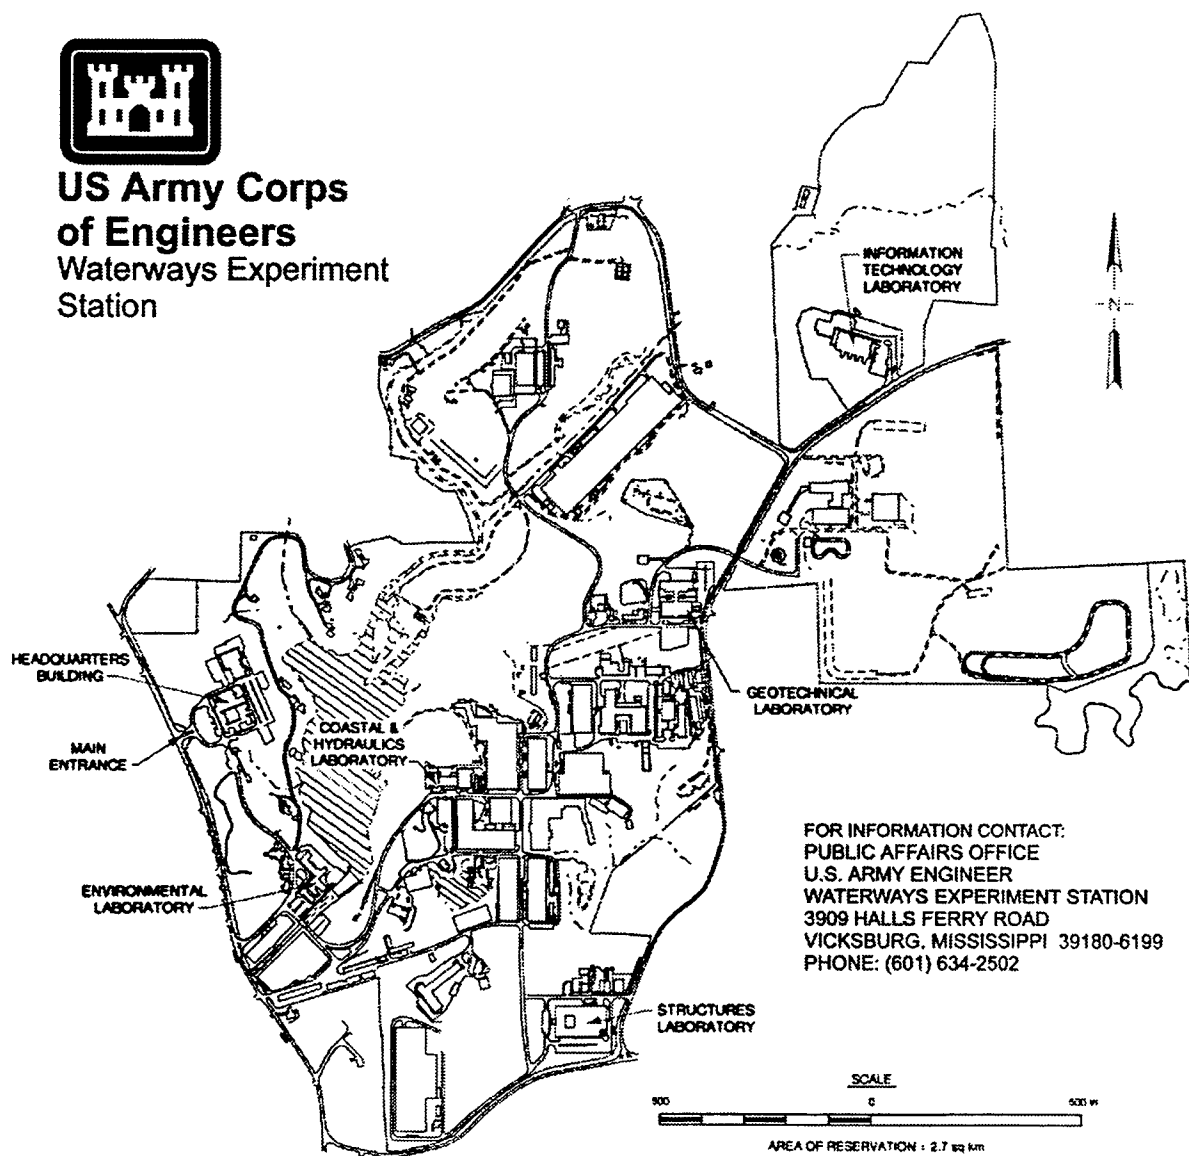 US Army Corps
of Engineers
Waterways Experiment
Station
INFORMATION
TECHNOLOGY
LABORATORY
N
HEADQUARTERS
BUILDING
MAIN
ENTRANCE
COASTAL &
HYDRAULICS
LABORATORY
GEOTECHNICAL
LABORATORY
ENVIRONMENTAL
LABORATORY
STRUCTURES
LABORATORY
FOR INFORMATION CONTACT:
PUBLIC AFFAIRS OFFICE
U.S. ARMY ENGINEER
WATERWAYS EXPERIMENT STATION
3909 HALLS FERRY ROAD
VICKSBURG, MISSISSIPPI 39180-6199
PHONE: (601) 634-2502
SCALE
500 0 500 m
AREA OF RESERVATION : 2.7 sq km